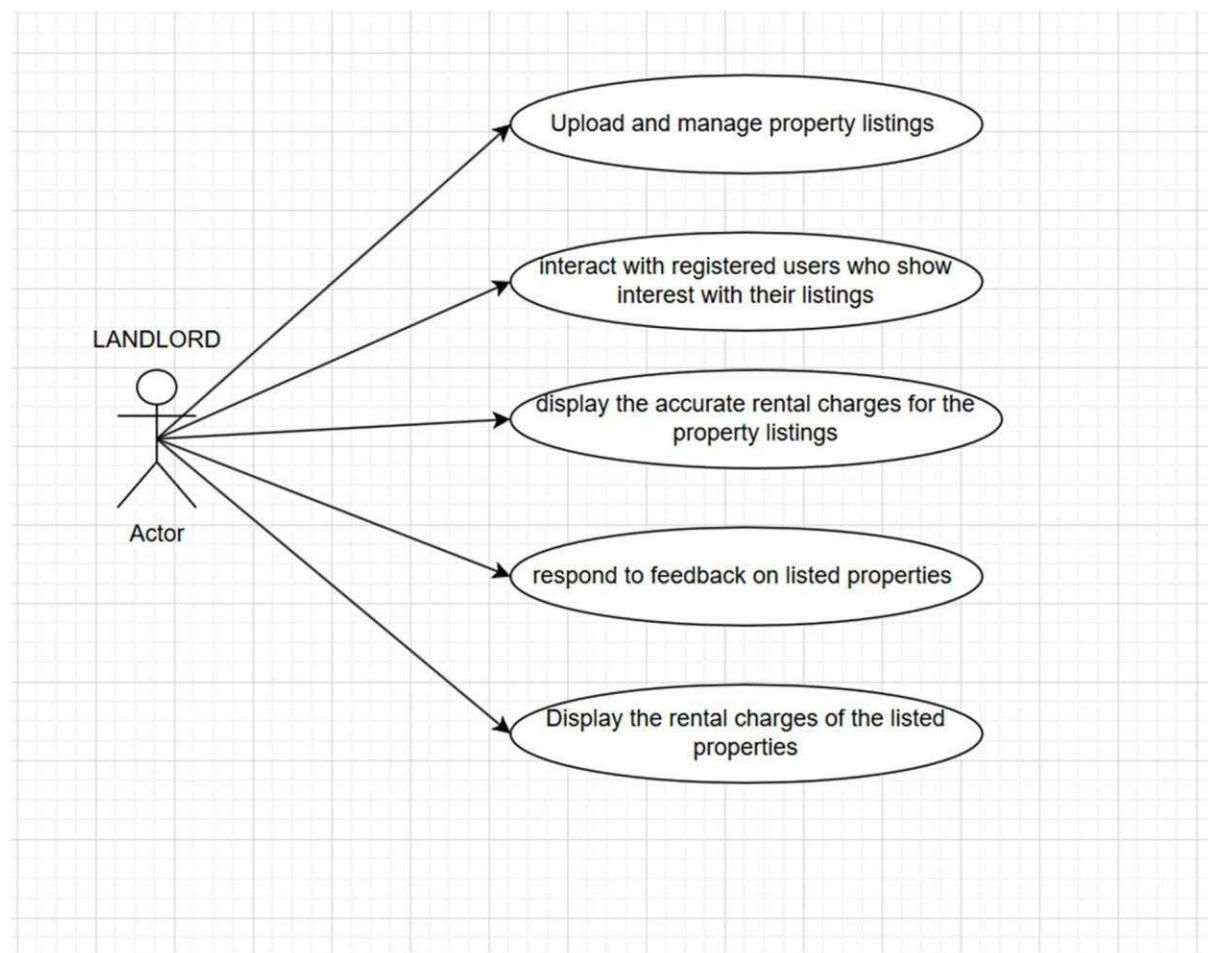 Upload and manage property listings
interact with registered users who show
interest with their listings
LANDLORD
display the accurate rental charges for the
property listings
Actor
respond to feedback on listed properties
Display the rental charges of the listed
properties